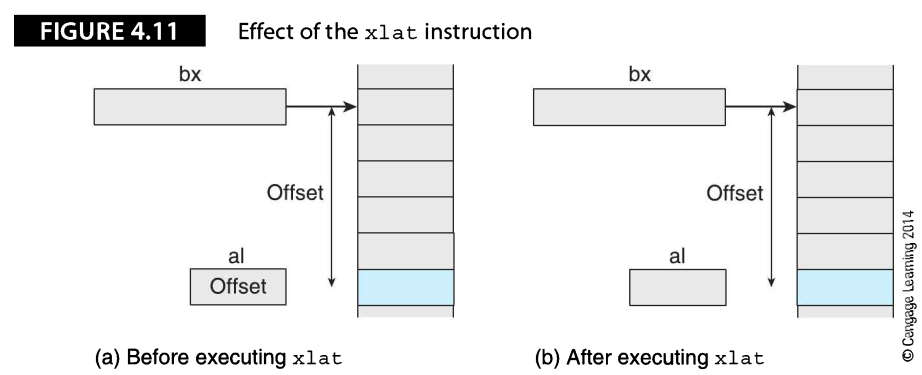 FIGURE 4.11 Effect of the xlat instruction
bx
Offset
al
Offset
(a) Before executing xlat
bx
Offset
al
(b) After executing xlat
© Cengage Learning 2014